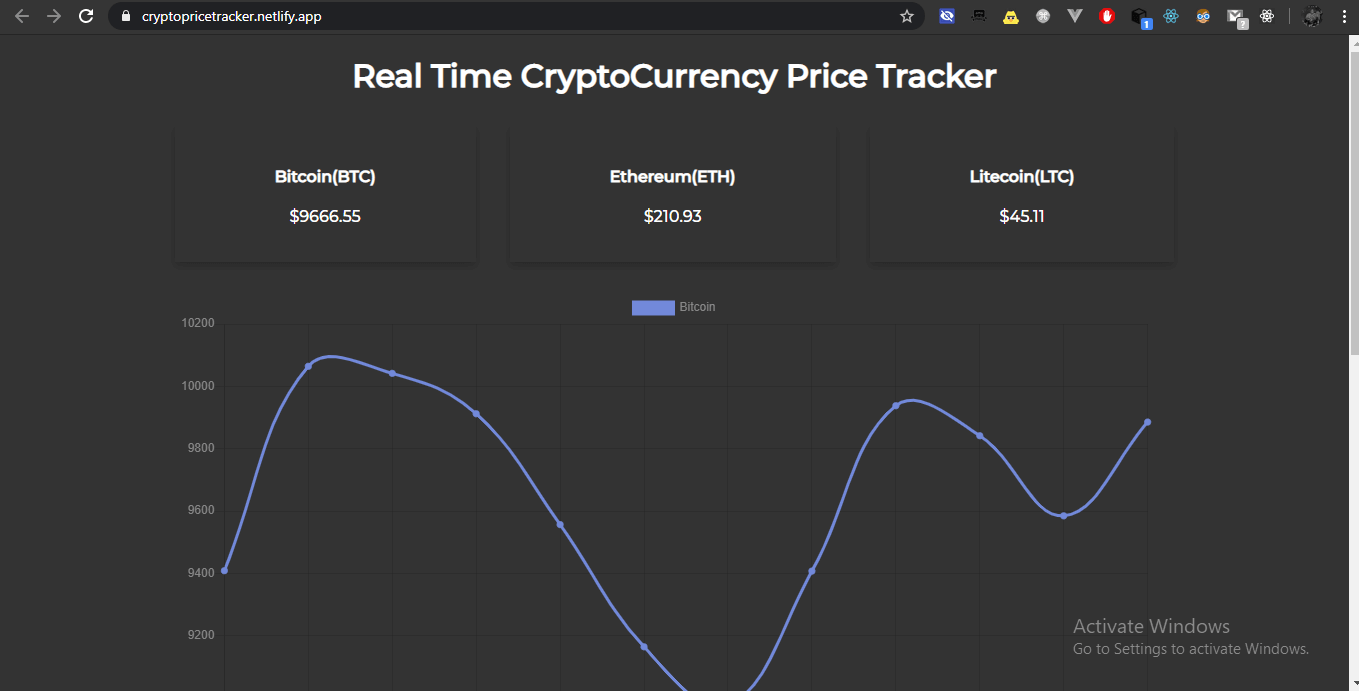 cryptopricetracker.netlify.app
1
?
Real Time CryptoCurrency Price Tracker
Bitcoin(BTC)
$9666.55
Ethereum(ETH)
$210.93
Litecoin(LTC)
$45.11
Bitcoin
10200
10000
9800
9600
9400
9200
Activate Windows
Go to Settings to activate Windows.